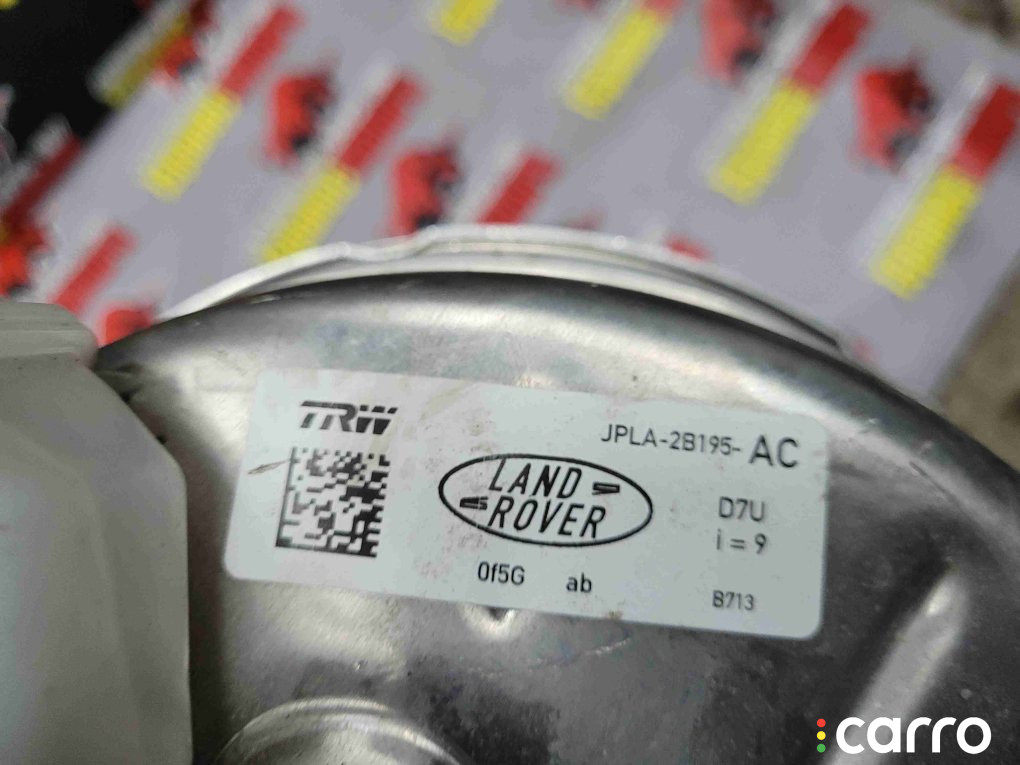 TRW
JPLA-2B195- AC
LAND
ROVER
D7U
i = 9
0f5G ab
B713
carro